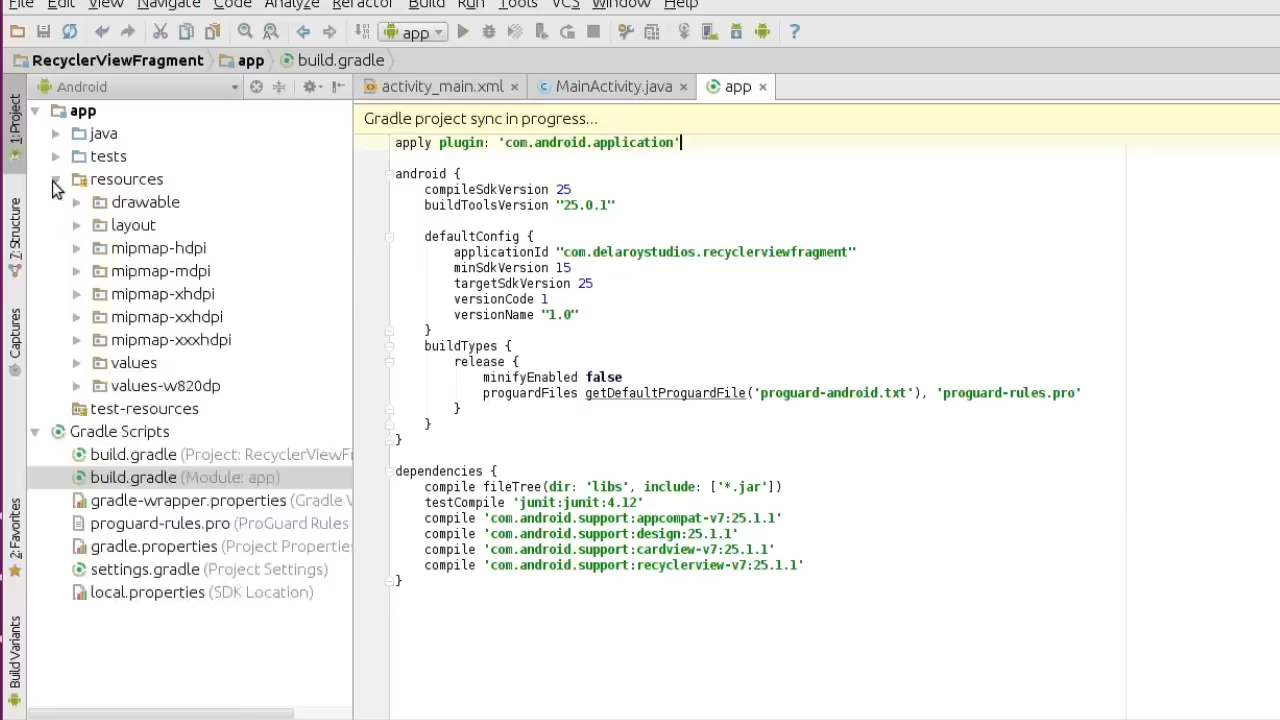 File Edit View Navigate Code Analyze Refactor Build Run Tools VCS Window Help
app
RecyclerViewFragment app build.gradle
Android
activity_main.xml MainActivity.java app
1: Project
7: Structure
Captures
2: Favorites
Build Variants
app
java
tests
resources
drawable
layout
mipmap-hdpi
mipmap-mdpi
mipmap-xhdpi
mipmap-xxhdpi
mipmap-xxxhdpi
values
values-w820dp
test-resources
Gradle Scripts
build.gradle (Project: RecyclerViewFr
build.gradle (Module: app)
gradle-wrapper.properties (Gradle V
proguard-rules.pro (ProGuard Rules
gradle.properties (Project Propertie
settings.gradle (Project Settings)
local.properties (SDK Location)
Gradle project sync in progress...
apply plugin: 'com.android.application'
android {
compileSdkVersion 25
buildToolsVersion "25.0.1"
defaultConfig {
applicationId "com.delaroystudios.recyclerviewfragment"
minSdkVersion 15
targetSdkVersion 25
versionCode 1
versionName "1.0"
}
buildTypes {
release {
minifyEnabled false
proguardFiles getDefaultProguardFile('proguard-android.txt'), 'proguard-rules.pro'
}
}
}
dependencies {
compile fileTree(dir: 'libs', include: ['*.jar'])
testCompile 'junit:junit:4.12'
compile 'com.android.support:appcompat-v7:25.1.1'
compile 'com.android.support:design:25.1.1'
compile 'com.android.support:cardview-v7:25.1.1'
compile 'com.android.support:recyclerview-v7:25.1.1'
}